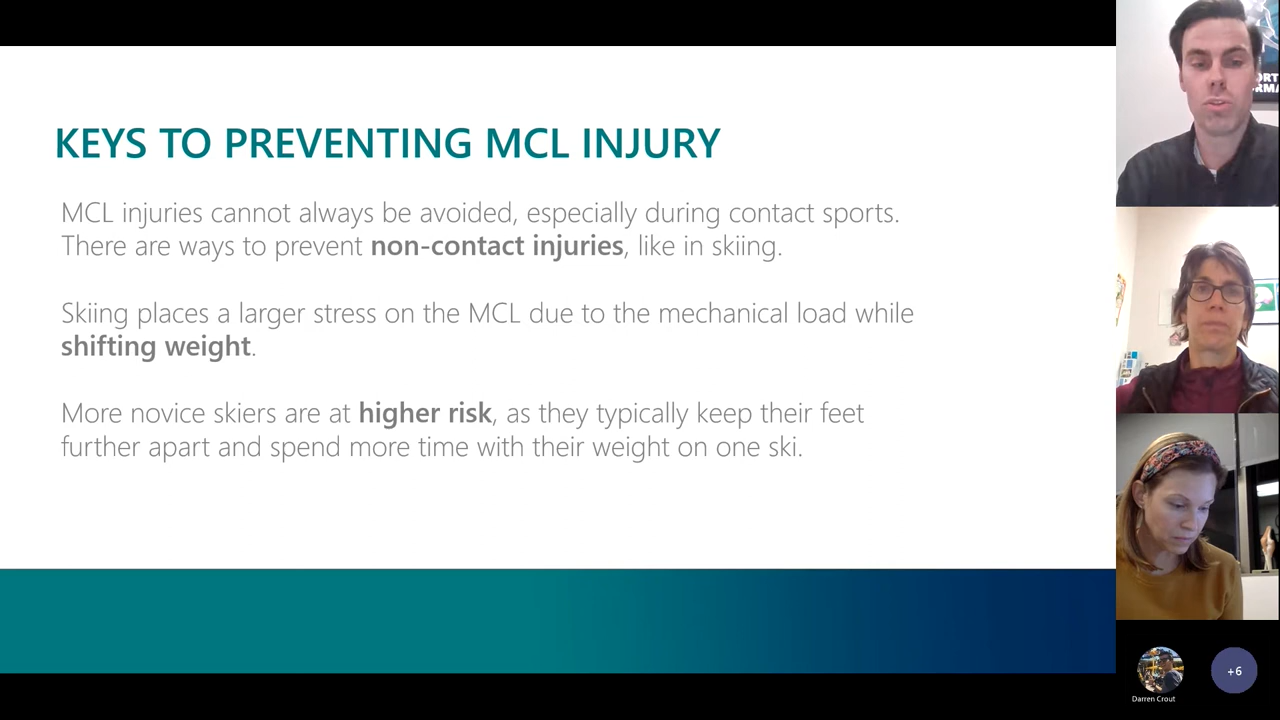 KEYS TO PREVENTING MCL INJURY
MCL injuries cannot always be avoided, especially during contact sports.
There are ways to prevent non-contact injuries, like in skiing.
Skiing places a larger stress on the MCL due to the mechanical load while
shifting weight.
More novice skiers are at higher risk, as they typically keep their feet
further apart and spend more time with their weight on one ski.
Darren Crout
+6